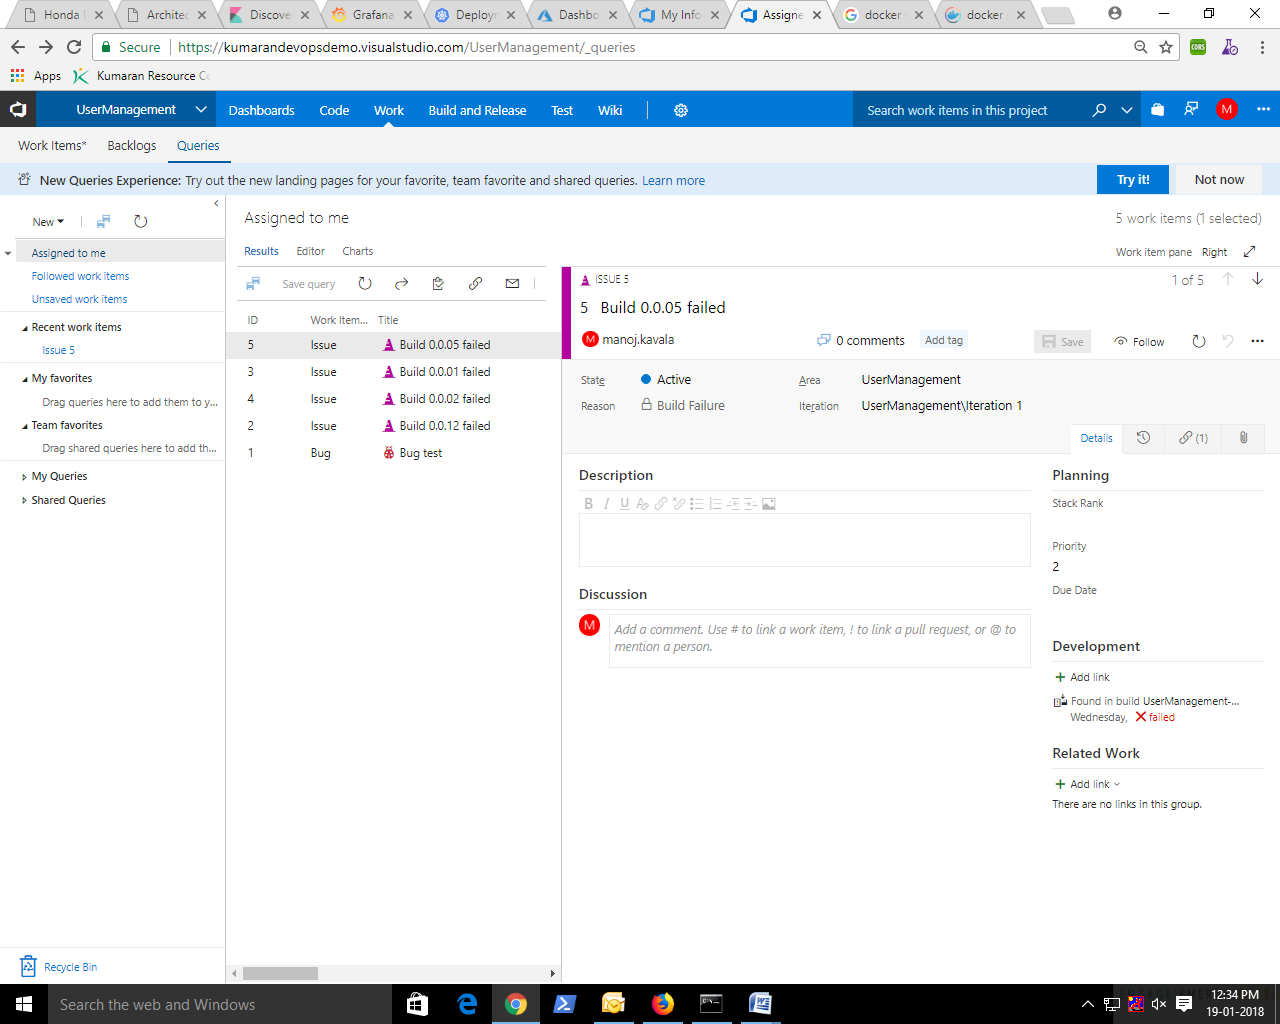 Honda
Architec
Discove
Grafana
Deployn
Dashbo
My Info
Assigne
docker
docker
Secure
https://kumarandevopsdemo.visualstudio.com/UserManagement/_queries
CORS
Apps
Kumaran Resource Ce
UserManagement
Dashboards
Code
Work
Build and Release
Test
Wiki
Search work items in this project
M
Work Items*
Backlogs
Queries
New Queries Experience: Try out the new landing pages for your favorite, team favorite and shared queries. Learn more
Try it!
Not now
New
Assigned to me
Followed work items
Unsaved work items
Recent work items
Issue 5
My favorites
Drag queries here to add them to y...
Team favorites
Drag shared queries here to add th...
My Queries
Shared Queries
Recycle Bin
Assigned to me
5 work items (1 selected)
Results
Editor
Charts
Work item pane Right
Save query
ID Work Item... Title
5 Issue Build 0.0.05 failed
3 Issue Build 0.0.01 failed
4 Issue Build 0.0.02 failed
2 Issue Build 0.0.12 failed
1 Bug Bug test
ISSUE 5
1 of 5
5 Build 0.0.05 failed
M manoj.kavala
0 comments
Add tag
Save
Follow
State Active
Area UserManagement
Reason Build Failure
Iteration UserManagement\Iteration 1
Details
(1)
Description
B I U
Discussion
M
Add a comment. Use # to link a work item, ! to link a pull request, or @ to
mention a person.
Planning
Stack Rank
Priority
2
Due Date
Development
Add link
Found in build UserManagement-...
Wednesday, failed
Related Work
Add link
There are no links in this group.
Search the web and Windows
12:34 PM
19-01-2018